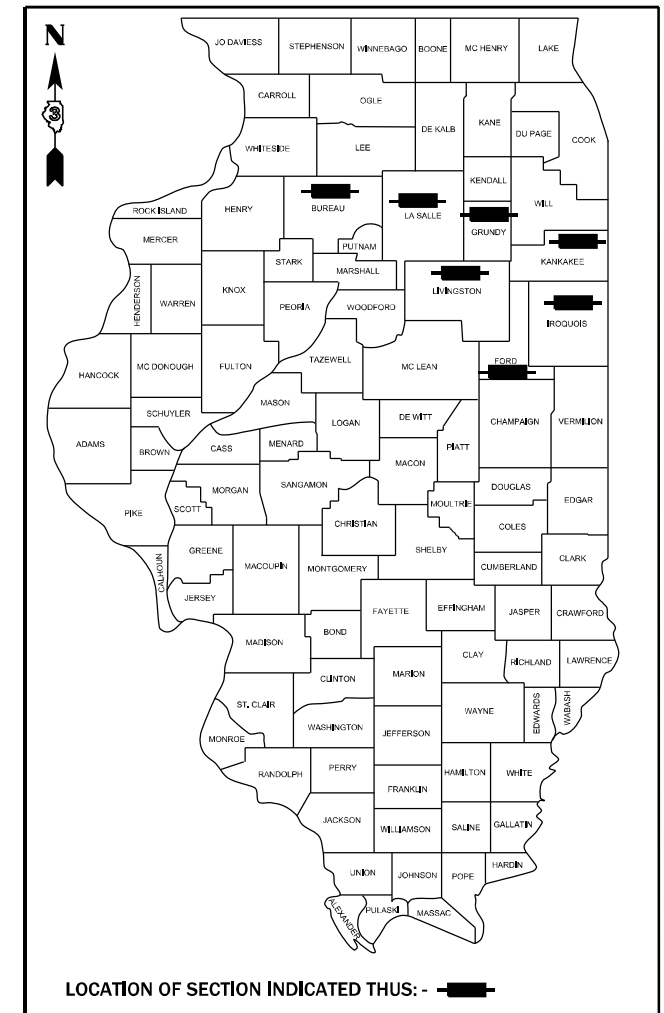 N
3
JO DAVIESS
STEPHENSON
WINNEBAGO
BOONE
MC HENRY
LAKE
CARROLL
OGLE
DE KALB
KANE
DU PAGE
COOK
WHITESIDE
LEE
KENDALL
WILL
ROCK ISLAND
HENRY
BUREAU
LA SALLE
GRUNDY
MERCER
PUTNAM
KANKAKEE
STARK
MARSHALL
LIVINGSTON
HENDERSON
WARREN
KNOX
PEORIA
WOODFORD
IROQUOIS
FORD
HANCOCK
MC DONOUGH
FULTON
TAZEWELL
MC LEAN
SCHUYLER
MASON
LOGAN
DE WITT
CHAMPAIGN
VERMILION
ADAMS
BROWN
CASS
MENARD
PIATT
MACON
PIKE
SCOTT
MORGAN
SANGAMON
CHRISTIAN
MOULTRIE
DOUGLAS
EDGAR
COLES
CALHOUN
GREENE
MACOUPIN
MONTGOMERY
SHELBY
CUMBERLAND
CLARK
JERSEY
FAYETTE
EFFINGHAM
JASPER
CRAWFORD
MADISON
BOND
CLAY
RICHLAND
LAWRENCE
CLINTON
MARION
ST. CLAIR
WAYNE
EDWARDS
WABASH
WASHINGTON
JEFFERSON
MONROE
RANDOLPH
PERRY
HAMILTON
WHITE
FRANKLIN
JACKSON
WILLIAMSON
SALINE
GALLATIN
UNION
JOHNSON
POPE
HARDIN
ALEXANDER
PULASKI
MASSAC
LOCATION OF SECTION INDICATED THUS: -